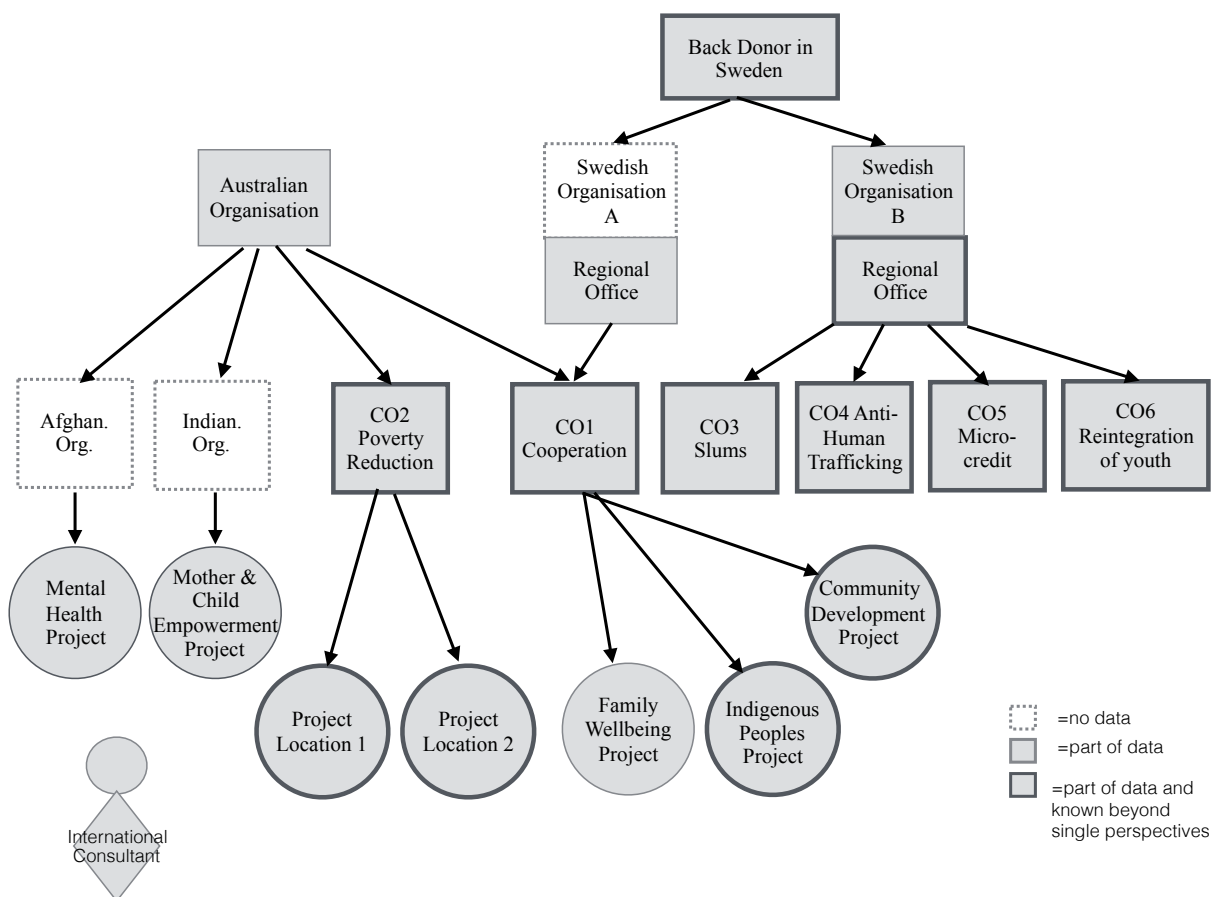 Back Donor in
Sweden
Australian
Organisation
Swedish
Organisation
A
Swedish
Organisation
B
Regional
Office
Regional
Office
Afghan.
Org.
Indian.
Org.
CO2
Poverty
Reduction
CO1
Cooperation
CO3
Slums
CO4 Anti-
Human
Trafficking
CO5
Micro-
credit
CO6
Reintegration
of youth
Mental
Health
Project
Mother &
Child
Empowerment
Project
Community
Development
Project
Project
Location 1
Project
Location 2
Family
Wellbeing
Project
Indigenous
Peoples
Project
International
Consultant
=no data
=part of data
=part of data and
known beyond
single perspectives